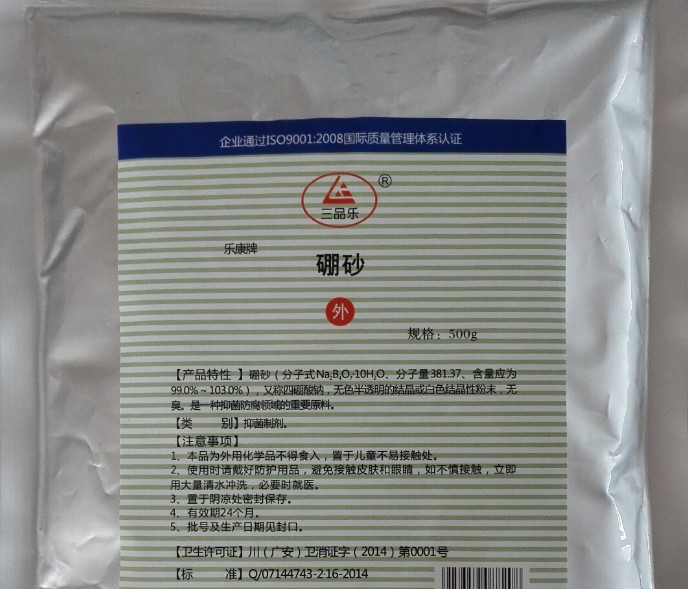 企业通过ISO9001:2008国际质量管理体系认证
®
三品乐
乐康牌
硼砂
外
规格：500g
【产品特性 】硼砂（分子式Na₂B₄O₇·10H₂O、分子量381.37、含量应为
99.0%～103.0%），又称四硼酸钠，无色半透明的结晶或白色结晶性粉末，无
臭。是一种抑菌防腐领域的重要原料。
【类 别】抑菌制剂。
【注意事项】
1、本品为外用化学品不得食入，置于儿童不易接触处。
2、使用时请戴好防护用品，避免接触皮肤和眼睛，如不慎接触，立即
用大量清水冲洗，必要时就医。
3、置于阴凉处密封保存。
4、有效期24个月。
5、批号及生产日期见封口。
【卫生许可证】川（广安）卫消证字（2014）第0001号
【标 准】Q/07144743-2·16-2014